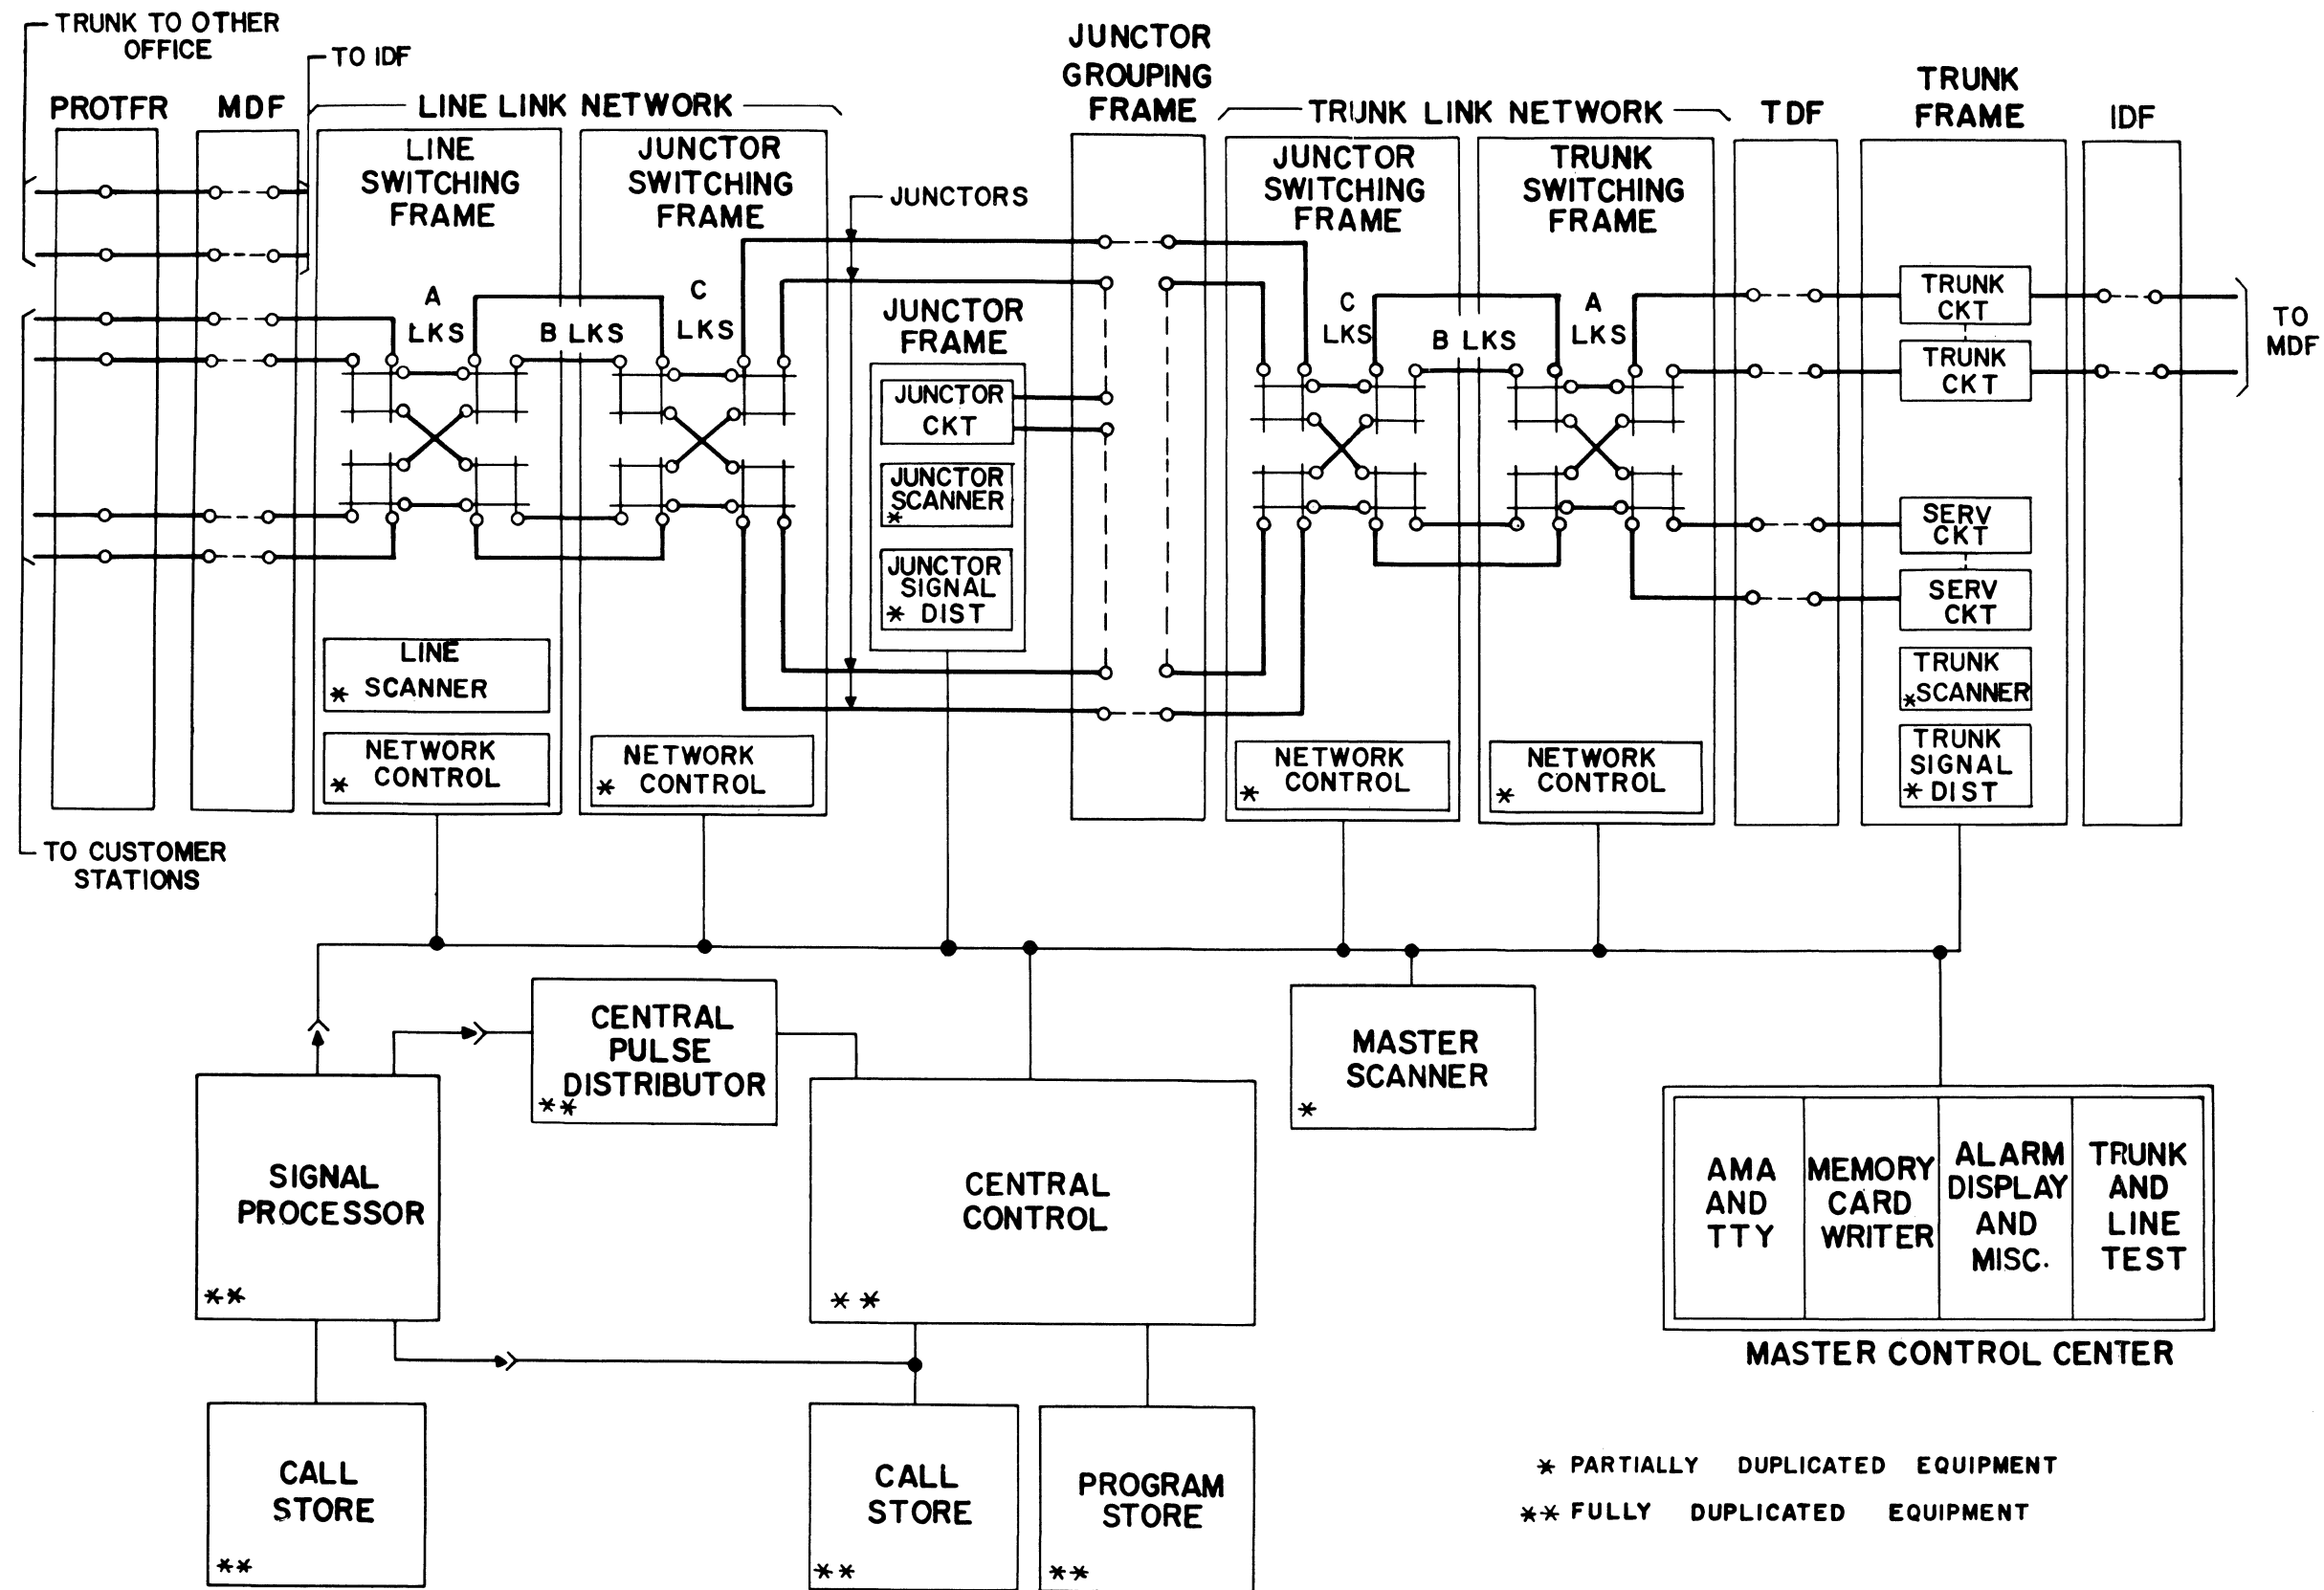 TRUNK TO OTHER
OFFICE
TO IDF
PROTFR
MDF
LINE LINK NETWORK
JUNCTOR
GROUPING
FRAME
TRUNK LINK NETWORK
TDF
TRUNK
FRAME
IDF
LINE
SWITCHING
FRAME
JUNCTOR
SWITCHING
FRAME
JUNCTORS
JUNCTOR
SWITCHING
FRAME
TRUNK
SWITCHING
FRAME
A
LKS
B LKS
C
LKS
JUNCTOR
FRAME
JUNCTOR
CKT
JUNCTOR
SCANNER
*
JUNCTOR
SIGNAL
* DIST
C
LKS
B LKS
A
LKS
TRUNK
CKT
TRUNK
CKT
TO
MDF
SERV
CKT
SERV
CKT
TRUNK
*SCANNER
TRUNK
SIGNAL
* DIST
LINE
* SCANNER
NETWORK
* CONTROL
NETWORK
* CONTROL
NETWORK
* CONTROL
NETWORK
* CONTROL
TO CUSTOMER
STATIONS
CENTRAL
PULSE
DISTRIBUTOR
**
MASTER
SCANNER
*
SIGNAL
PROCESSOR
**
CENTRAL
CONTROL
* *
AMA
AND
TTY
MEMORY
CARD
WRITER
ALARM
DISPLAY
AND
MISC.
TRUNK
AND
LINE
TEST
MASTER CONTROL CENTER
CALL
STORE
**
CALL
STORE
**
PROGRAM
STORE
**
* PARTIALLY DUPLICATED EQUIPMENT
** FULLY DUPLICATED EQUIPMENT